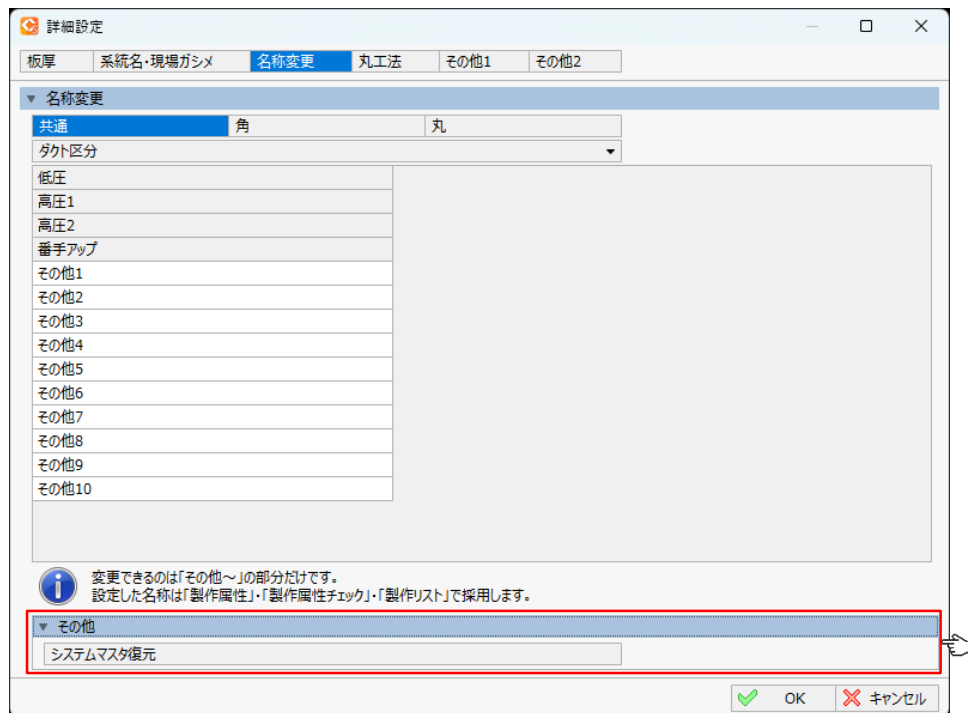 詳細設定
板厚 系統名・現場ガシメ 名称変更 丸工法 その他1 その他2
名称変更
共通 角 丸
ダクト区分
低圧
高圧1
高圧2
番手アップ
その他1
その他2
その他3
その他4
その他5
その他6
その他7
その他8
その他9
その他10
変更できるのは「その他～」の部分だけです。
設定した名称は「製作属性」・「製作属性チェック」・「製作リスト」で採用します。
その他
システムマスタ復元
OK キャンセル